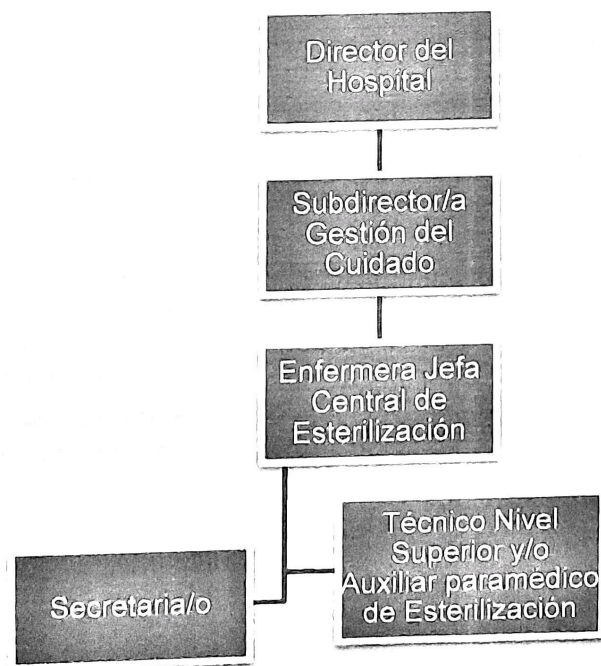 Director del
Hospital
Subdirector/a
Gestión del
Cuidado
Enfermera Jefa
Central de
Esterilización
Técnico Nivel
Superior y/o
Auxiliar paramédico
de Esterilización
Secretaria/o